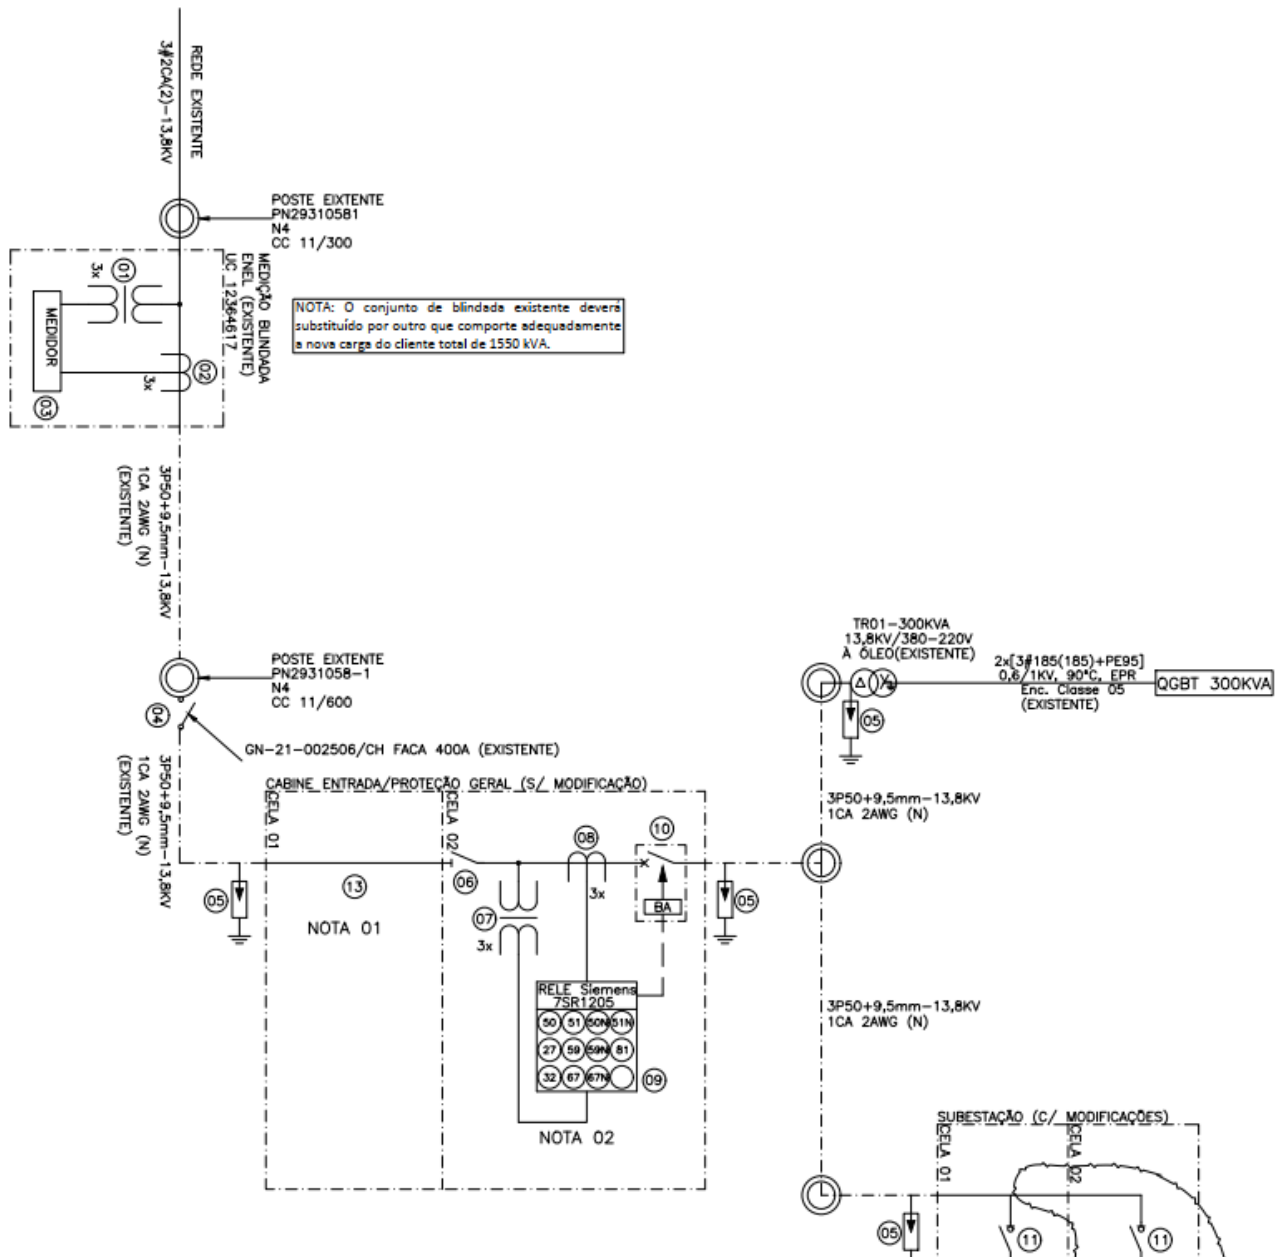 REDE EXISTENTE
3#2CA(2)-13,8KV
POSTE EIXTENTE
PN29310581
N4
CC 11/300
MEDIÇÃO BLINDADA
ENEL (EXISTENTE)
UC 12364617
3x
01
MEDIDOR
02
3x
03
NOTA: O conjunto de blindada existente deverá
substituído por outro que comporte adequadamente
a nova carga do cliente total de 1550 kVA.
3P50+9,5mm-13,8KV
1CA 2AWG (N)
(EXISTENTE)
POSTE EIXTENTE
PN2931058-1
N4
CC 11/600
04
GN-21-002506/CH FACA 400A (EXISTENTE)
3P50+9,5mm-13,8KV
1CA 2AWG (N)
(EXISTENTE)
TR01-300KVA
13,8KV/380-220V
À ÓLEO(EXISTENTE)
2x[3#185(185)+PE95]
0,6/1KV, 90°C, EPR
Enc. Classe 05
(EXISTENTE)
QGBT 300KVA
05
3P50+9,5mm-13,8KV
1CA 2AWG (N)
CABINE ENTRADA/PROTEÇÃO GERAL (S/ MODIFICAÇÃO)
CELA 01
CELA 02
05
13
NOTA 01
06
07
3x
08
3x
10
BA
05
RELE Siemens
7SR1205
50 51 50N 51N
27 59 59N 81
32 67 67N
09
NOTA 02
3P50+9,5mm-13,8KV
1CA 2AWG (N)
SUBESTAÇÃO (C/ MODIFICAÇÕES)
CELA 01
CELA 02
05
11
11